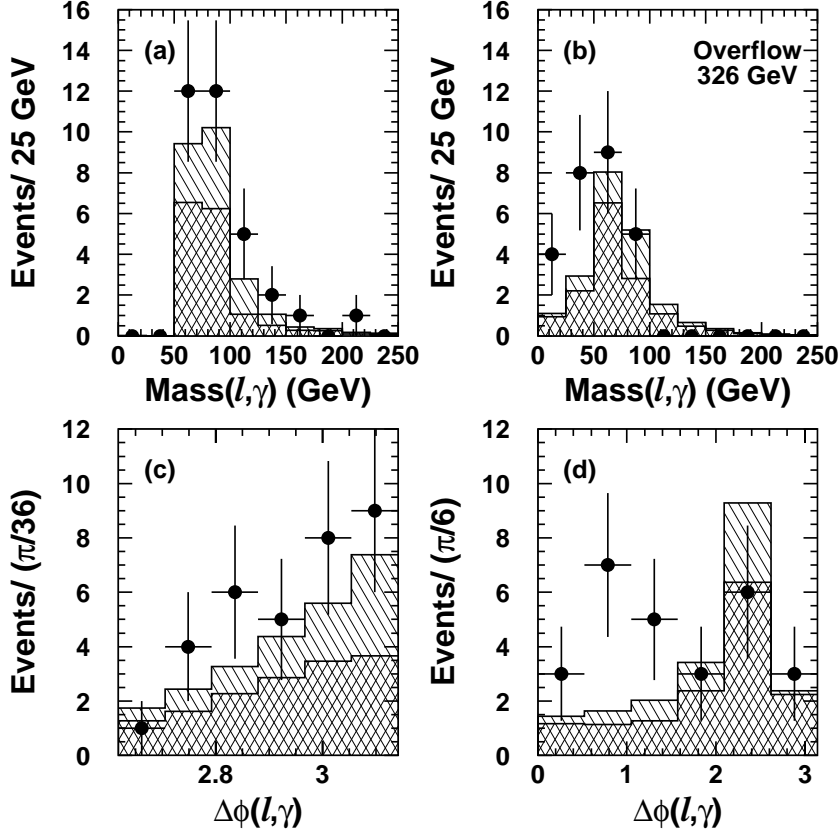 16
14
12
10
8
6
4
2
0
Events/ 25 GeV
(a)
0 50 100 150 200 250
Mass(l,γ) (GeV)
16
14
12
10
8
6
4
2
0
Events/ 25 GeV
(b)
Overflow
326 GeV
0 50 100 150 200 250
Mass(l,γ) (GeV)
12
10
8
6
4
2
0
Events/ (π/36)
(c)
2.8 3
Δϕ(l,γ)
12
10
8
6
4
2
0
Events/ (π/6)
(d)
0 1 2 3
Δϕ(l,γ)